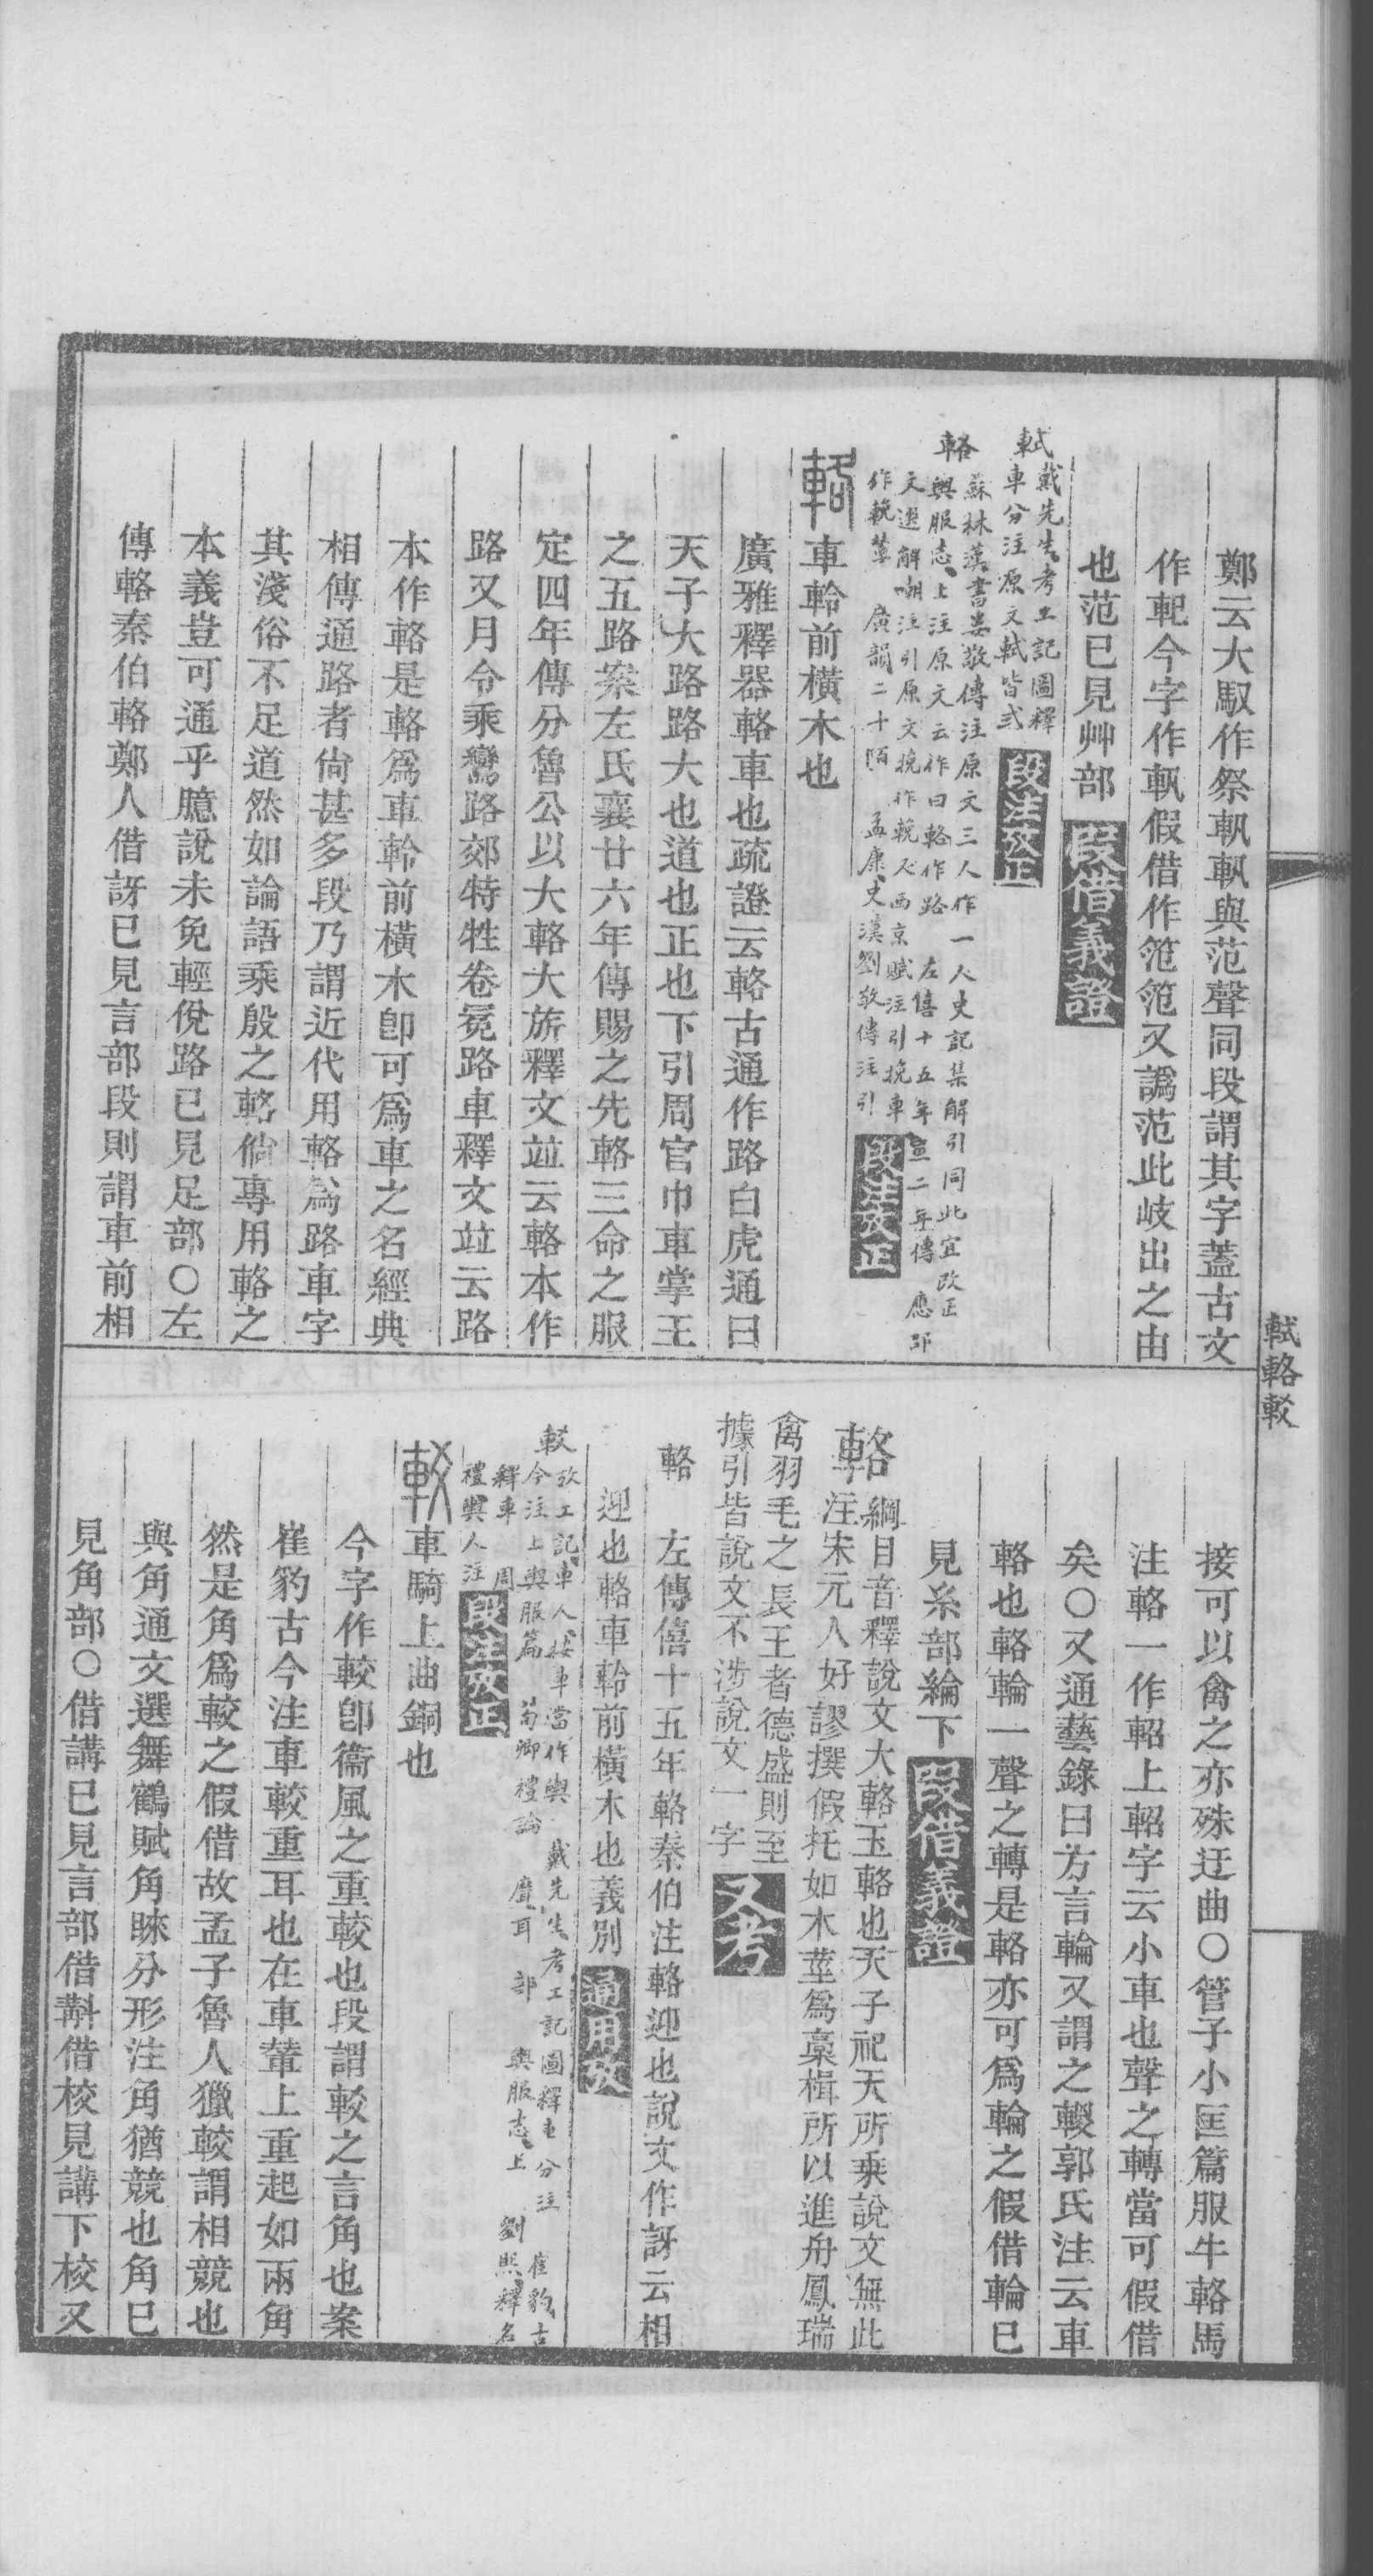 鄭云大馭作祭軓軓與范聲同段謂其字蓋古文
作軋今字作軓假借作笵笵又譌范此岐出之由
也范已見艸部 段借義證
軾 戴先生考工記圖釋
車分注源文軾皆式 段注攷正
輅 蘇林漢書婁敬傳注原文三人作一人史記集解引同此宜改正
輿服志上注原文云作曰輅作路 左僖十五年宣二年傳 應邵
文選解嘲注引原文挽作輓又西京賦注引挽車
作輓葦 廣韻二十陌 孟康史漢劉敬傳注引 段注攷正
輅 車軨前橫木也
廣雅釋器輅車也疏證云輅古通作路白虎通曰
天子大路路大也道也正也下引周官巾車掌王
之五路案左氏襄廿六年傳賜之先輅三命之服
定四年傳分魯公以大輅大旂釋文竝云輅本作
路又月令乘鸞路郊特牲卷冕路車釋文竝云路
本作輅是輅爲車軨前橫木卽可爲車之名經典
相傳通路者尙甚多段乃謂近代用輅爲路車字
其淺俗不足道然如論語乘殷之輅倘專用輅之
本義豈可通乎臆說未免輕侻路已見足部○左
傳輅秦伯輅鄭人借訝已見言部段則謂車前相
軾輅較
接可以禽之亦殊迂曲○管子小匡篇服牛輅馬
注輅一作軺上軺字云小車也聲之轉當可假借
矣○又通藝錄曰方言輪又謂之輥郭氏注云車
輅也輅輪一聲之轉是輅亦可爲輪之假借輪已
見糸部綸下 段借義證
輅 綱目音釋說文大輅玉輅也天子祀天所乘說文無此
注宋元人好謬撰假托如木莖爲稾楫所以進舟鳳瑞
禽羽毛之長王者德盛則至
據引皆說文不涉說文一字 又考
輅 左傳僖十五年輅秦伯注輅迎也說文作訝云相
迎也輅車軨前橫木也義別 通用攷
較 攷工記車人按車當作輿 戴先生考工記圖釋車分注 崔豹古
今注上輿服篇 荀卿禮論 麿耳部 輿服志上 劉熙釋名
釋車 周
禮輿人注 段注攷正
較 車騎上曲銅也
今字作較卽衞風之重較也段謂較之言角也案
崔豹古今注車較重耳也在車輂上重起如兩角
然是角爲較之假借故孟子魯人獵較謂相競也
與角通文選舞鶴賦角睞分形注角猶競也角已
見角部○借講已見言部借斠借校見講下校又